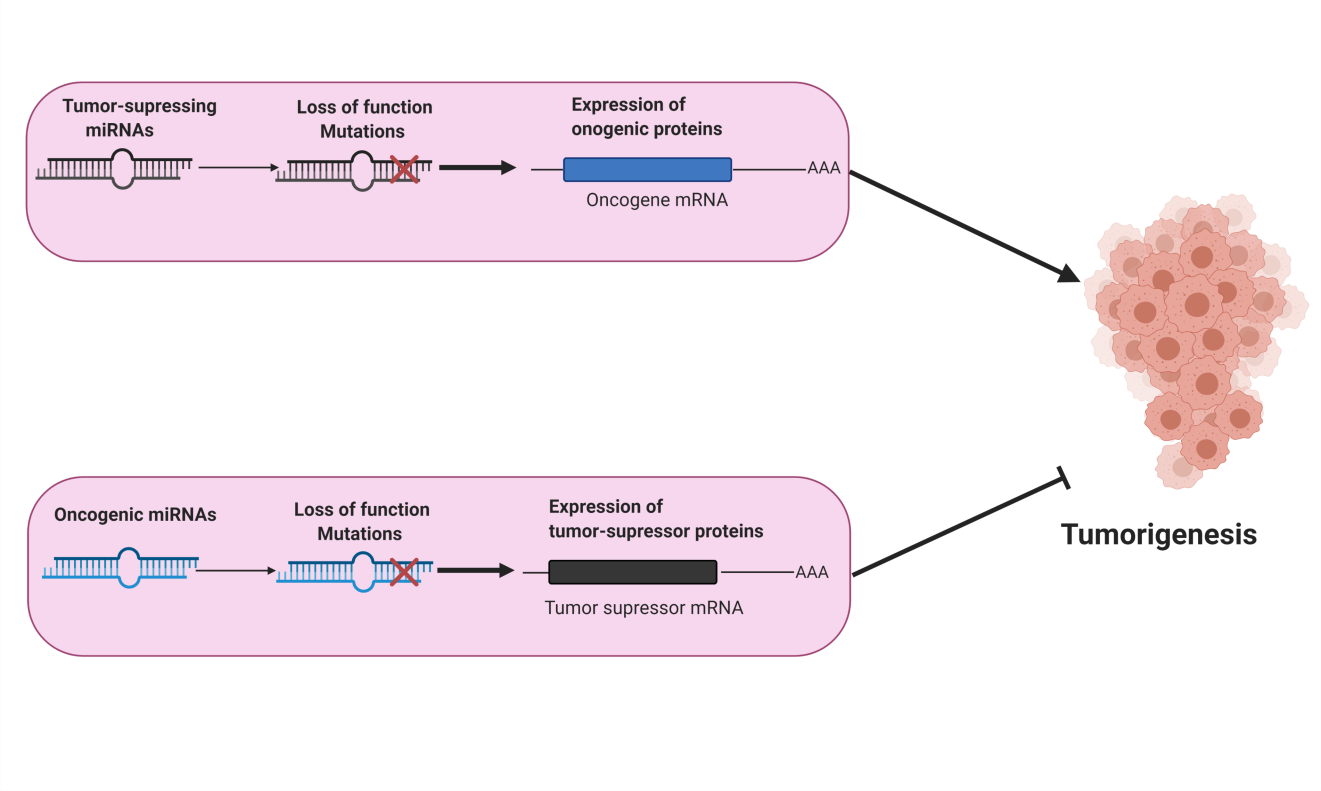 Tumor-supressing
miRNAs
Loss of function
Mutations
Expression of
onogenic proteins
AAA
Oncogene mRNA
Oncogenic miRNAs
Loss of function
Mutations
Expression of
tumor-supressor proteins
AAA
Tumor supressor mRNA
Tumorigenesis